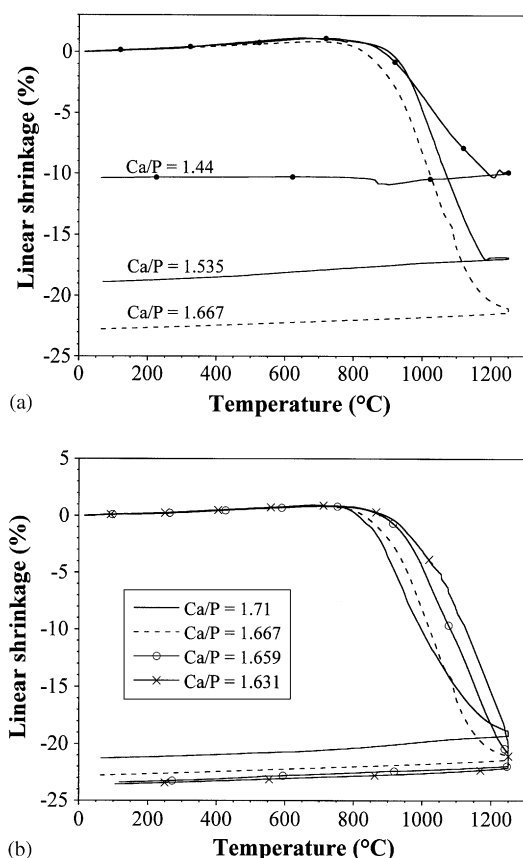 0
-5
-10
-15
-20
-25
Linear shrinkage (%)
Ca/P = 1.44
Ca/P = 1.535
Ca/P = 1.667
0 200 400 600 800 1000 1200
Temperature (°C)
(a)
5
0
-5
-10
-15
-20
-25
Linear shrinkage (%)
Ca/P = 1.71
Ca/P = 1.667
Ca/P = 1.659
Ca/P = 1.631
0 200 400 600 800 1000 1200
Temperature (°C)
(b)